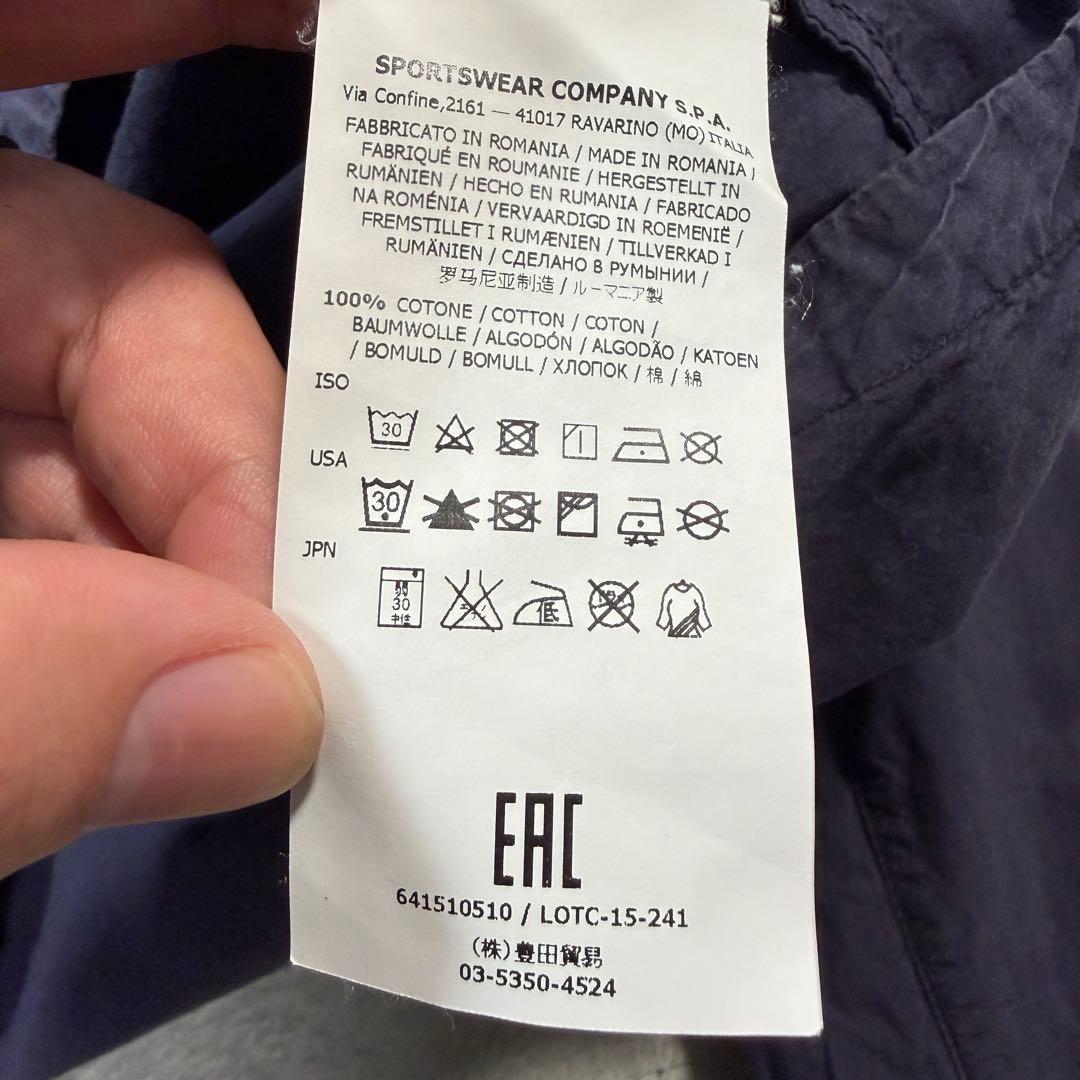 SPORTSWEAR COMPANY S.P.A.
Via Confine,2161 — 41017 RAVARINO (MO) ITALIA
FABBRICATO IN ROMANIA / MADE IN ROMANIA /
FABRIQUÉ EN ROUMANIE / HERGESTELLT IN
RUMÄNIEN / HECHO EN RUMANIA / FABRICADO
NA ROMÉNIA / VERVAARDIGD IN ROEMENIË /
FREMSTILLET I RUMÆNIEN / TILLVERKAD I
RUMÄNIEN / СДЕЛАНО В РУМЫНИИ /
罗马尼亚制造 / ルーマニア製
100% COTONE / COTTON / COTON /
BAUMWOLLE / ALGODÓN / ALGODÃO / KATOEN
/ BOMULD / BOMULL / ХЛОПОК / 棉 / 綿
ISO
30
USA
30
JPN
弱
30
中性
低
EAC
641510510 / LOTC-15-241
(株)豊田貿易
03-5350-4524